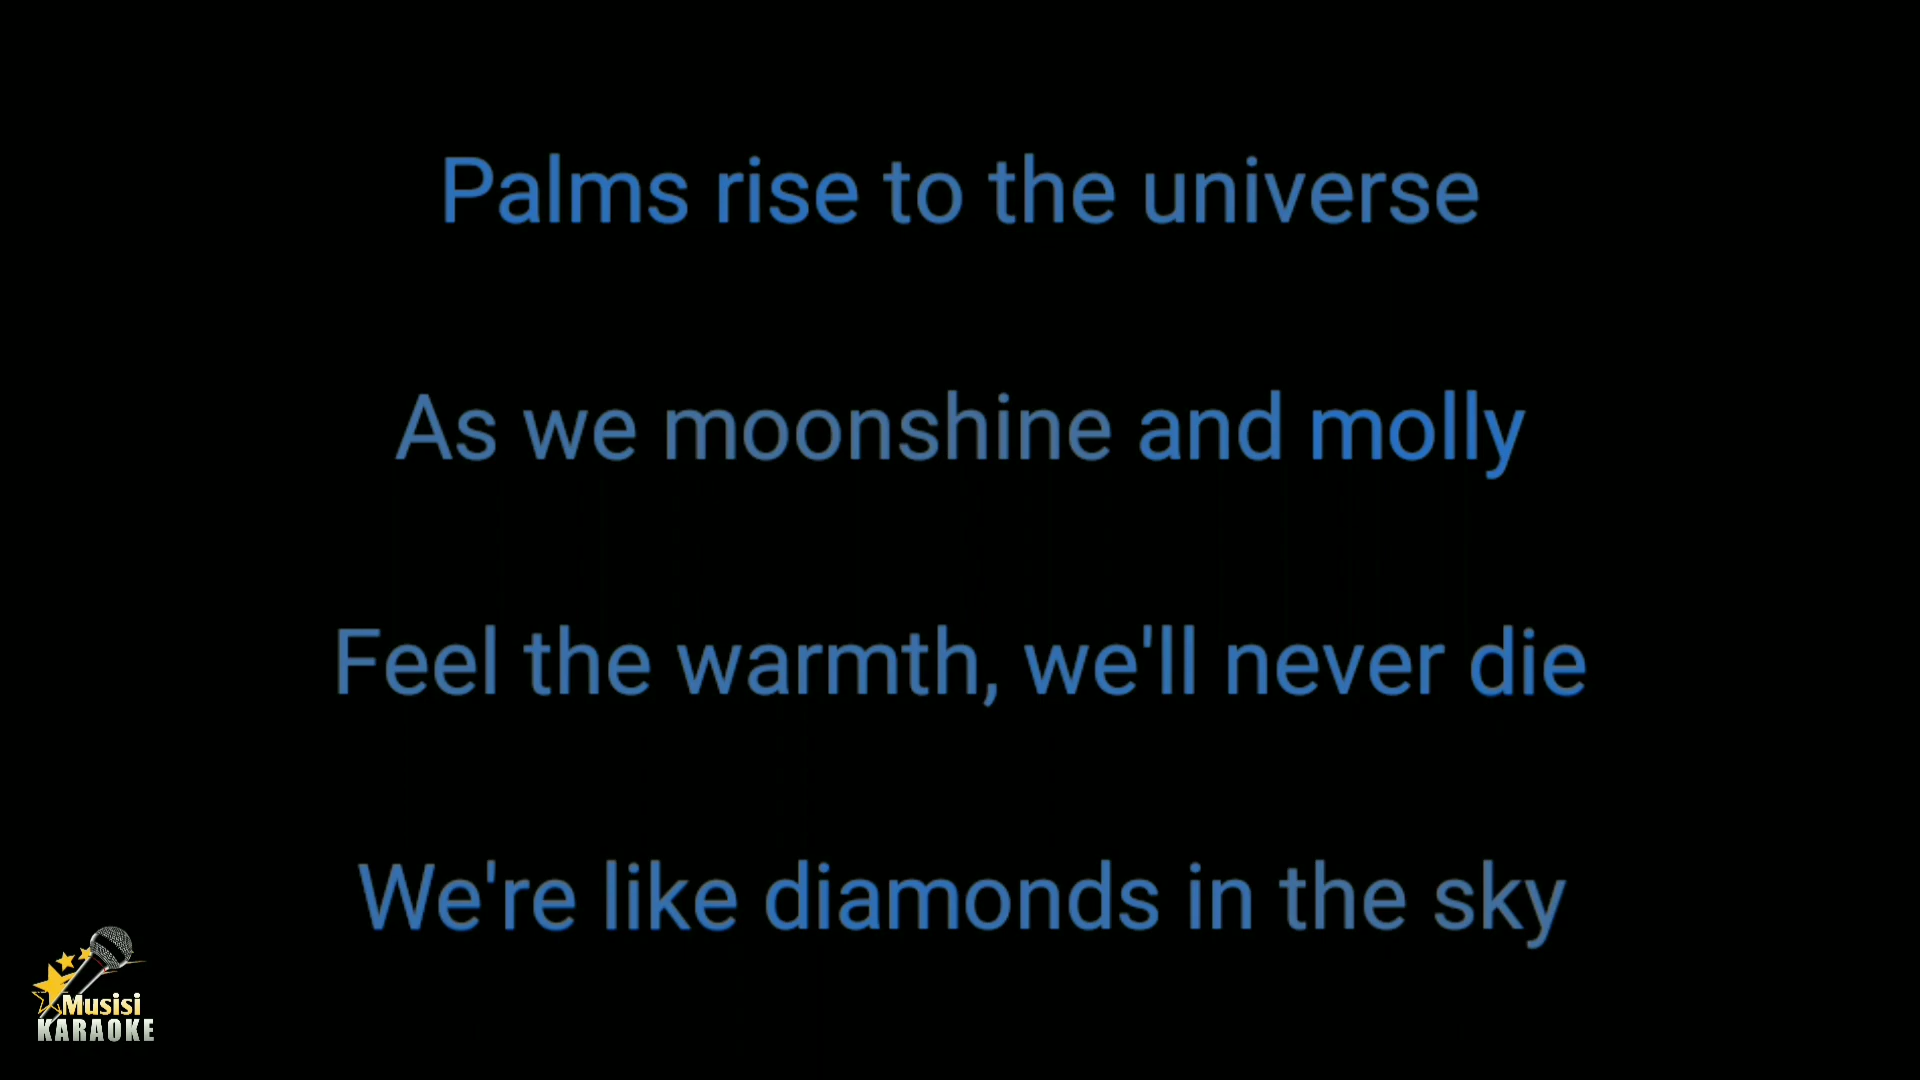 Palms rise to the universe
As we moonshine and molly
Feel the warmth, we'll never die
We're like diamonds in the sky
Musisi
KARAOKE